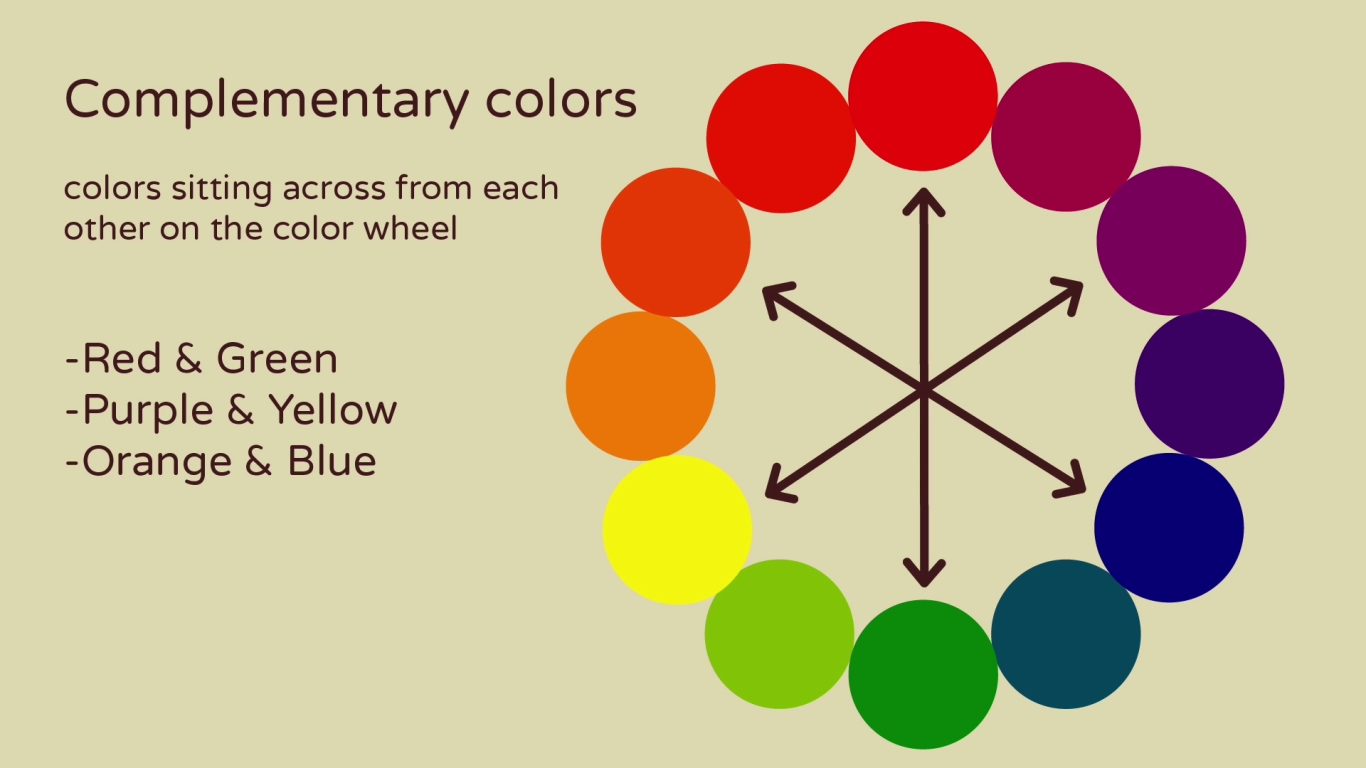 Complementary colors
colors sitting across from each
other on the color wheel
-Red & Green
-Purple & Yellow
-Orange & Blue